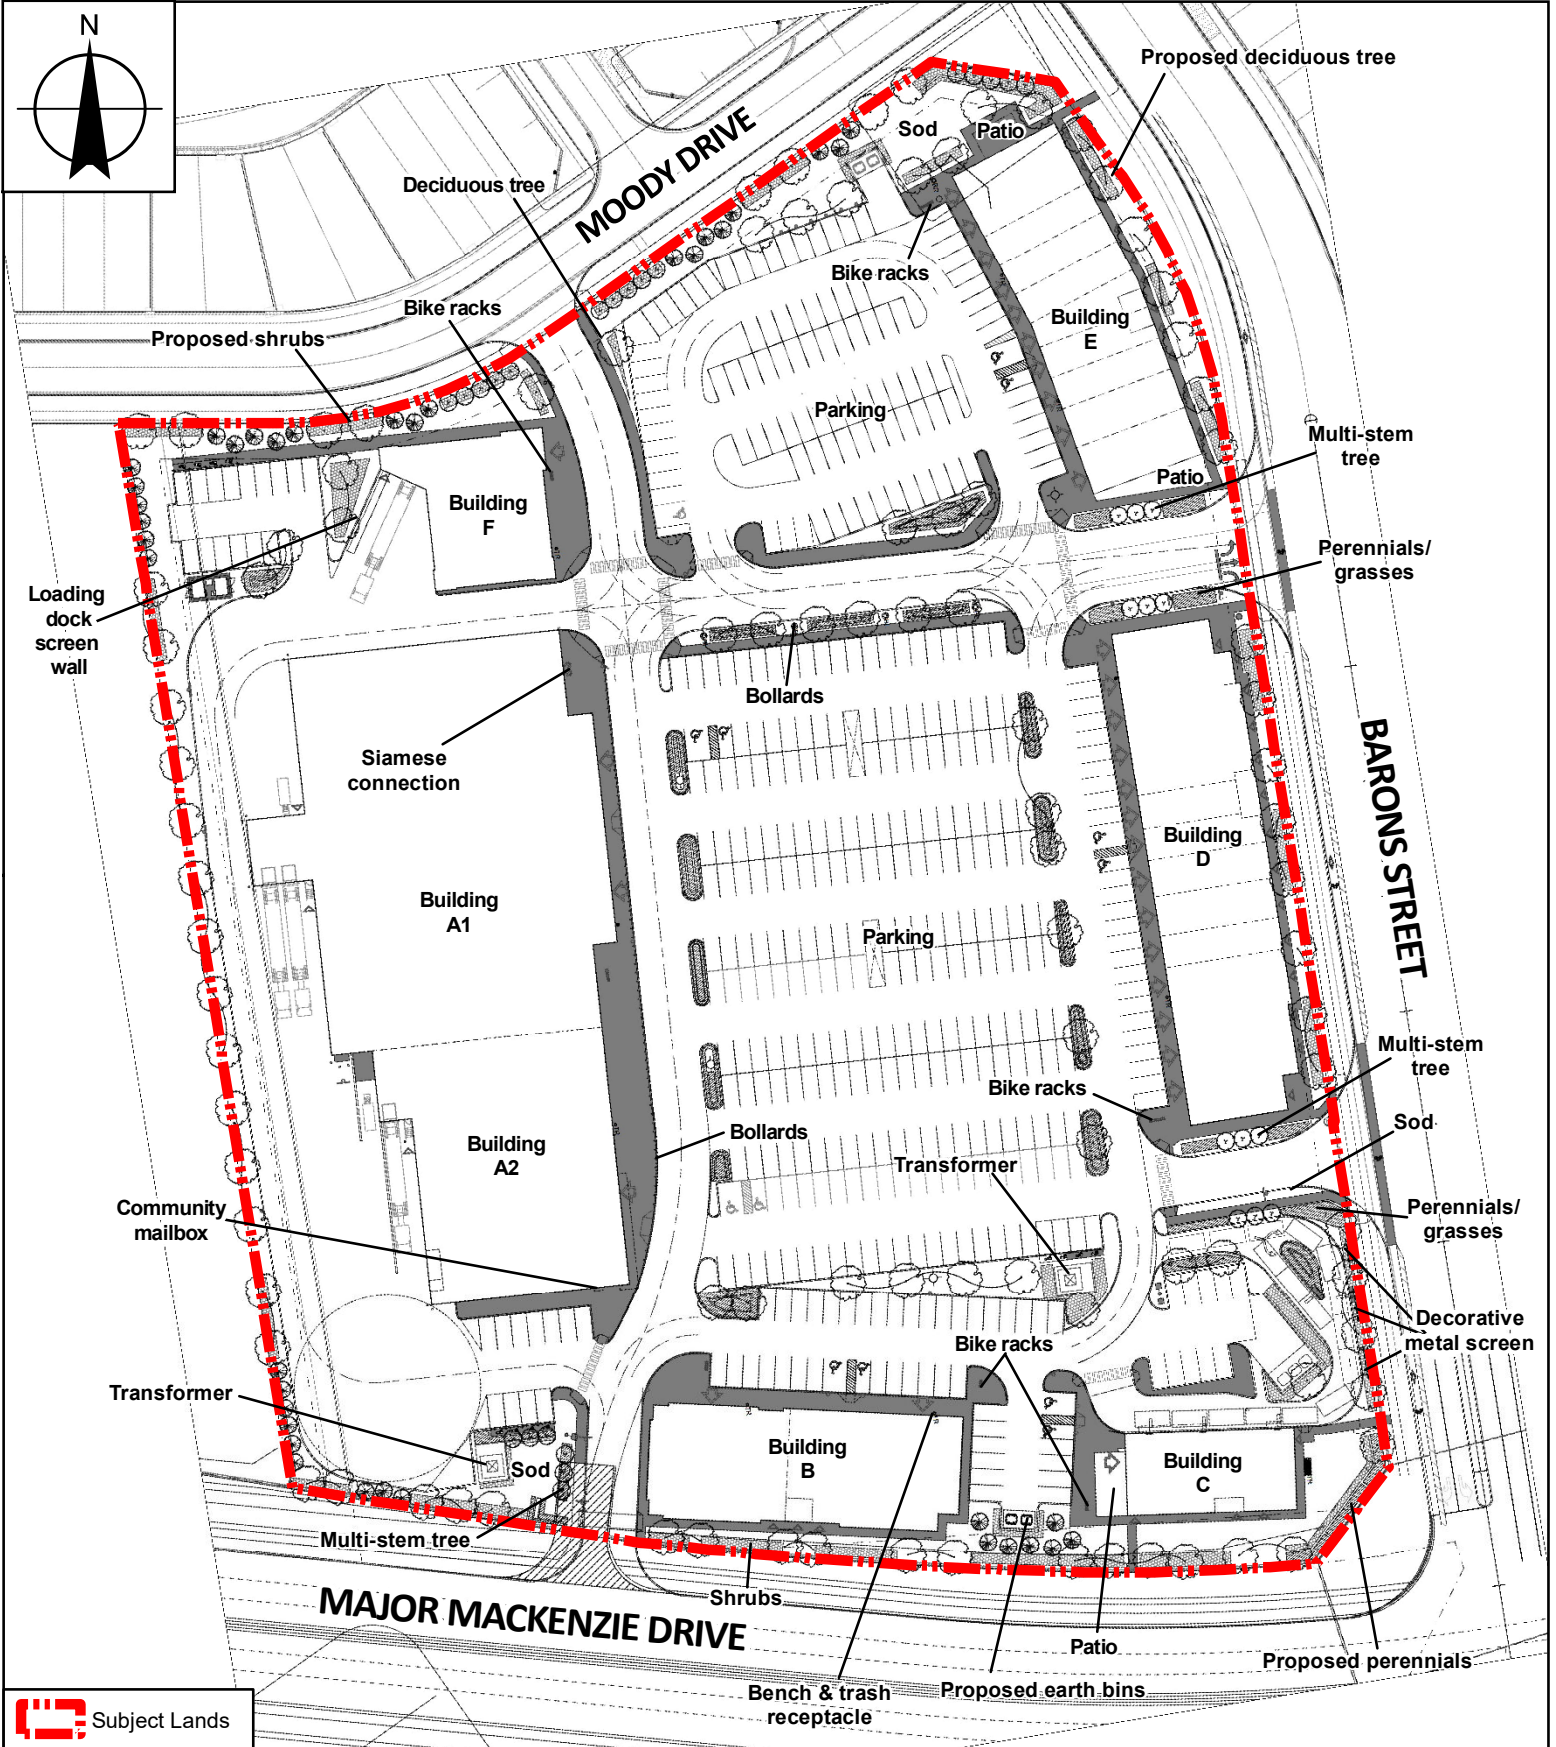 N
Proposed deciduous tree
Sod
Patio
MOODY DRIVE
Deciduous tree
Bike racks
Bike racks
Proposed shrubs
Building
E
Parking
Multi-stem
tree
Patio
Building
F
Perennials/
grasses
Loading
dock
screen
wall
Bollards
Siamese
connection
BARONS STREET
Building
D
Building
A1
Parking
Multi-stem
tree
Bike racks
Sod
Bollards
Building
A2
Transformer
Community
mailbox
Perennials/
grasses
Decorative
metal screen
Bike racks
Transformer
Building
B
Building
C
Sod
Multi-stem tree
Shrubs
MAJOR MACKENZIE DRIVE
Patio
Proposed perennials
Bench & trash
receptacle
Proposed earth bins
Subject Lands